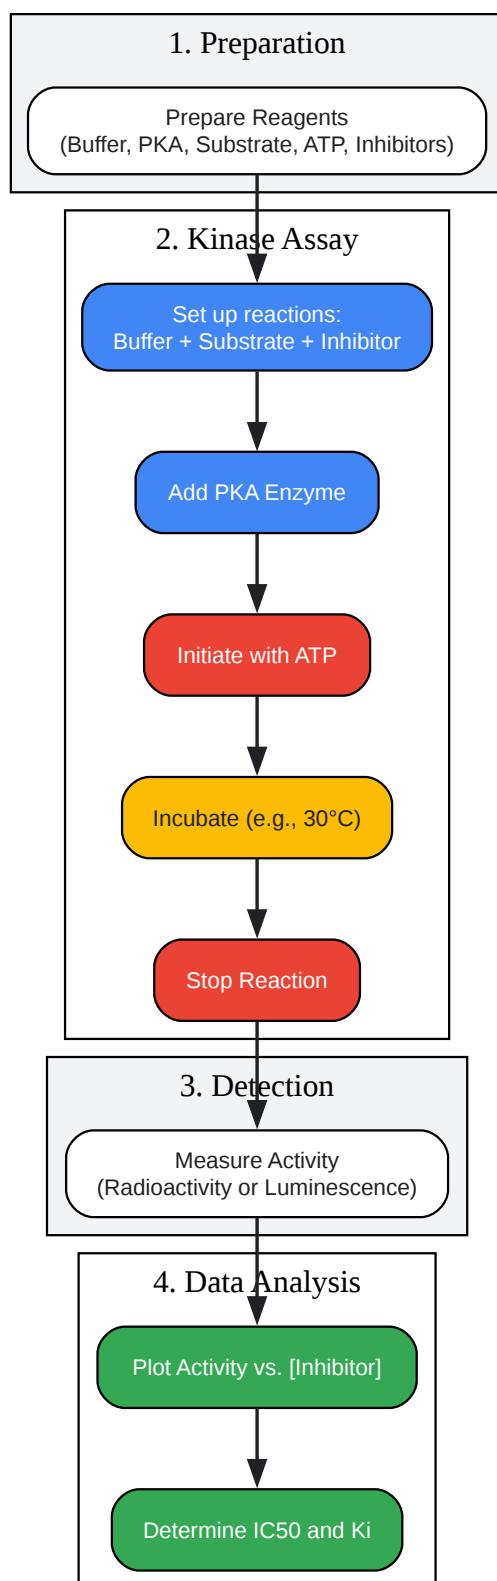 1. Preparation
Prepare Reagents
(Buffer, PKA, Substrate, ATP, Inhibitors)
2. Kinase Assay
Set up reactions:
Buffer + Substrate + Inhibitor
Add PKA Enzyme
Initiate with ATP
Incubate (e.g., 30°C)
Stop Reaction
3. Detection
Measure Activity
(Radioactivity or Luminescence)
4. Data Analysis
Plot Activity vs. [Inhibitor]
Determine IC50 and Ki